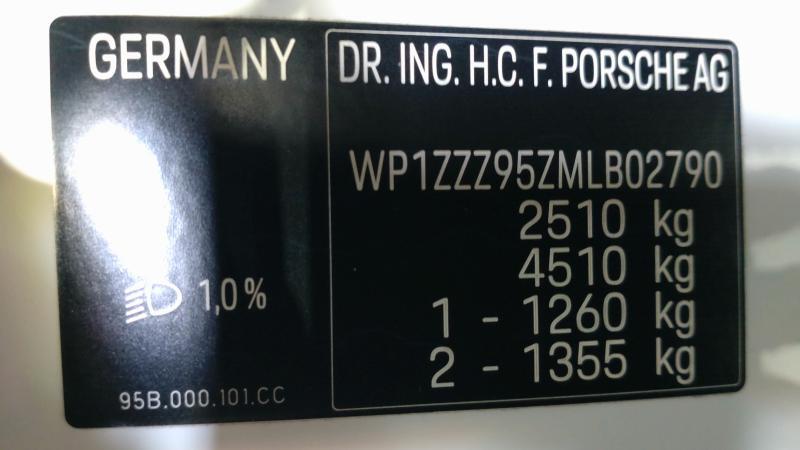 GERMANY
DR. ING. H.C. F. PORSCHE AG
WP1ZZZ95ZMLB02790
2510 kg
4510 kg
1 - 1260 kg
2 - 1355 kg
1,0 %
95B.000.101.CC